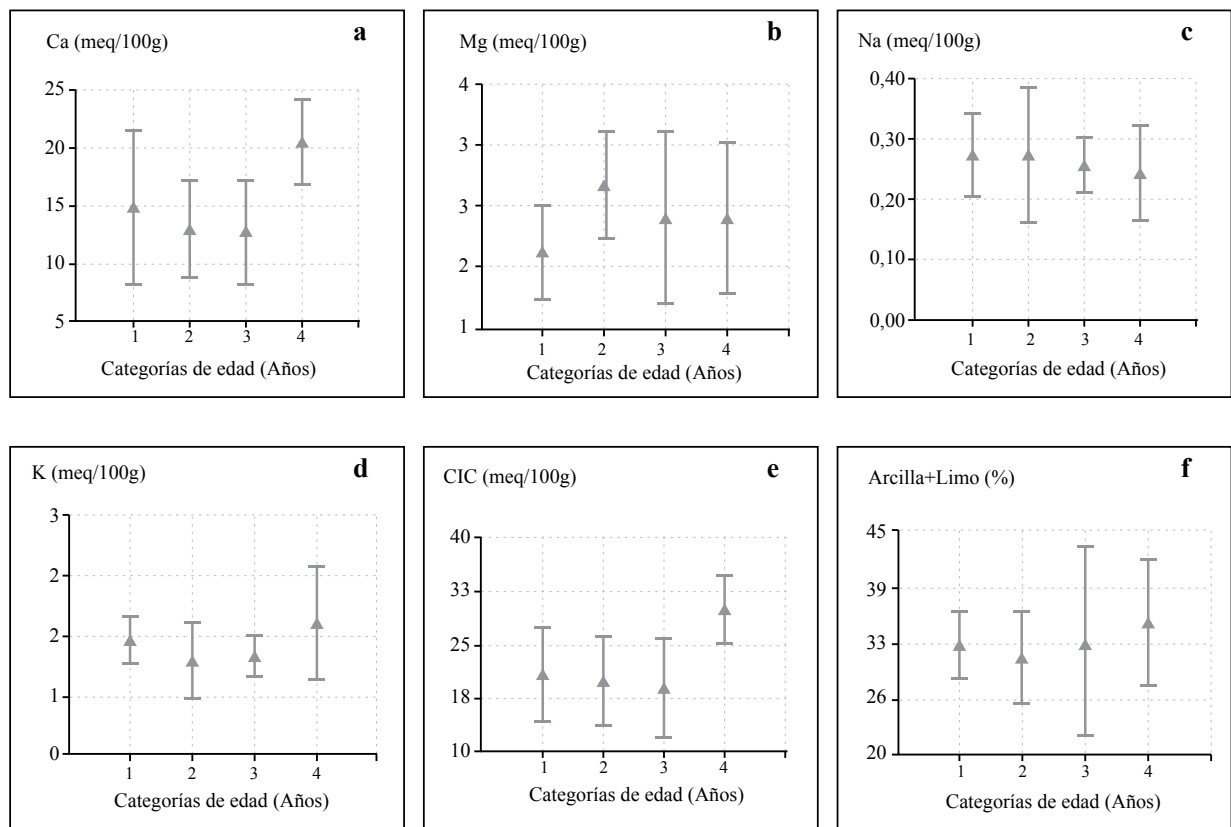 a
Ca (meq/100g)
25
20
15
10
5
1 2 3 4
Categorías de edad (Años)
b
Mg (meq/100g)
4
3
3
2
1
1 2 3 4
Categorías de edad (Años)
c
Na (meq/100g)
0,40
0,30
0,20
0,10
0,00
1 2 3 4
Categorías de edad (Años)
d
K (meq/100g)
3
2
2
1
0
1 2 3 4
Categorías de edad (Años)
e
CIC (meq/100g)
40
33
25
18
10
1 2 3 4
Categorías de edad (Años)
f
Arcilla+Limo (%)
45
39
33
26
20
1 2 3 4
Categorías de edad (Años)